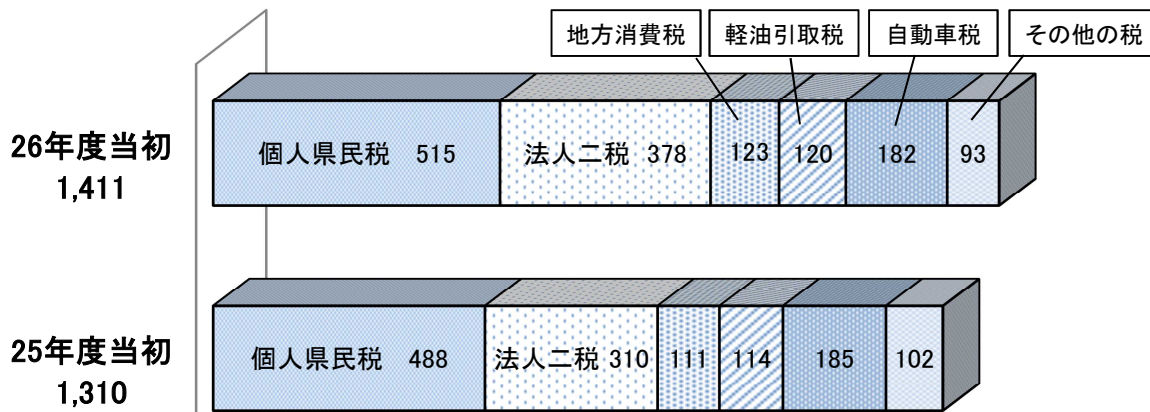 地方消費税 軽油引取税 自動車税 その他の税
26年度当初
1,411
個人県民税 515 法人二税 378 123 120 182 93
25年度当初
1,310
個人県民税 488 法人二税 310 111 114 185 102